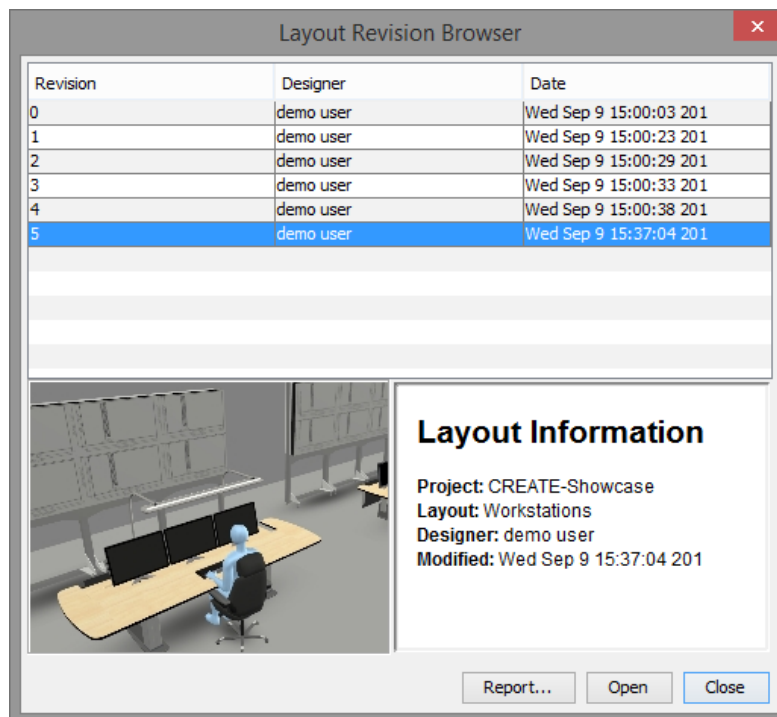 Layout Revision Browser
Revision Designer Date
0 demo user Wed Sep 9 15:00:03 201
1 demo user Wed Sep 9 15:00:23 201
2 demo user Wed Sep 9 15:00:29 201
3 demo user Wed Sep 9 15:00:33 201
4 demo user Wed Sep 9 15:00:38 201
5 demo user Wed Sep 9 15:37:04 201
Layout Information
Project: CREATE-Showcase
Layout: Workstations
Designer: demo user
Modified: Wed Sep 9 15:37:04 201
Report... Open Close